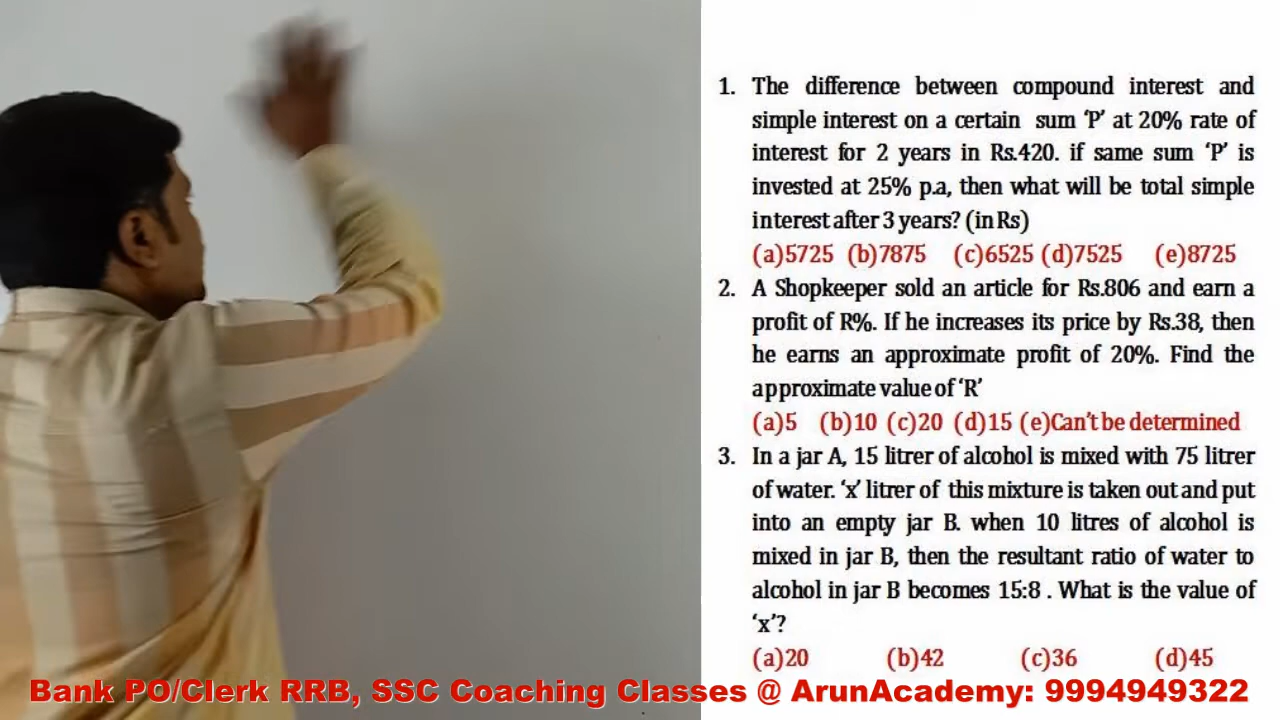 1. The difference between compound interest and
simple interest on a certain sum ‘P’ at 20% rate of
interest for 2 years in Rs.420. if same sum ‘P’ is
invested at 25% p.a, then what will be total simple
interest after 3 years? (in Rs)
(a)5725 (b)7875 (c)6525 (d)7525 (e)8725
2. A Shopkeeper sold an article for Rs.806 and earn a
profit of R%. If he increases its price by Rs.38, then
he earns an approximate profit of 20%. Find the
approximate value of ‘R’
(a)5 (b)10 (c)20 (d)15 (e)Can’t be determined
3. In a jar A, 15 litrer of alcohol is mixed with 75 litrer
of water. ‘x’ litrer of this mixture is taken out and put
into an empty jar B. when 10 litres of alcohol is
mixed in jar B, then the resultant ratio of water to
alcohol in jar B becomes 15:8 . What is the value of
‘x’?
(a)20 (b)42 (c)36 (d)45
Bank PO/Clerk RRB, SSC Coaching Classes @ ArunAcademy: 9994949322